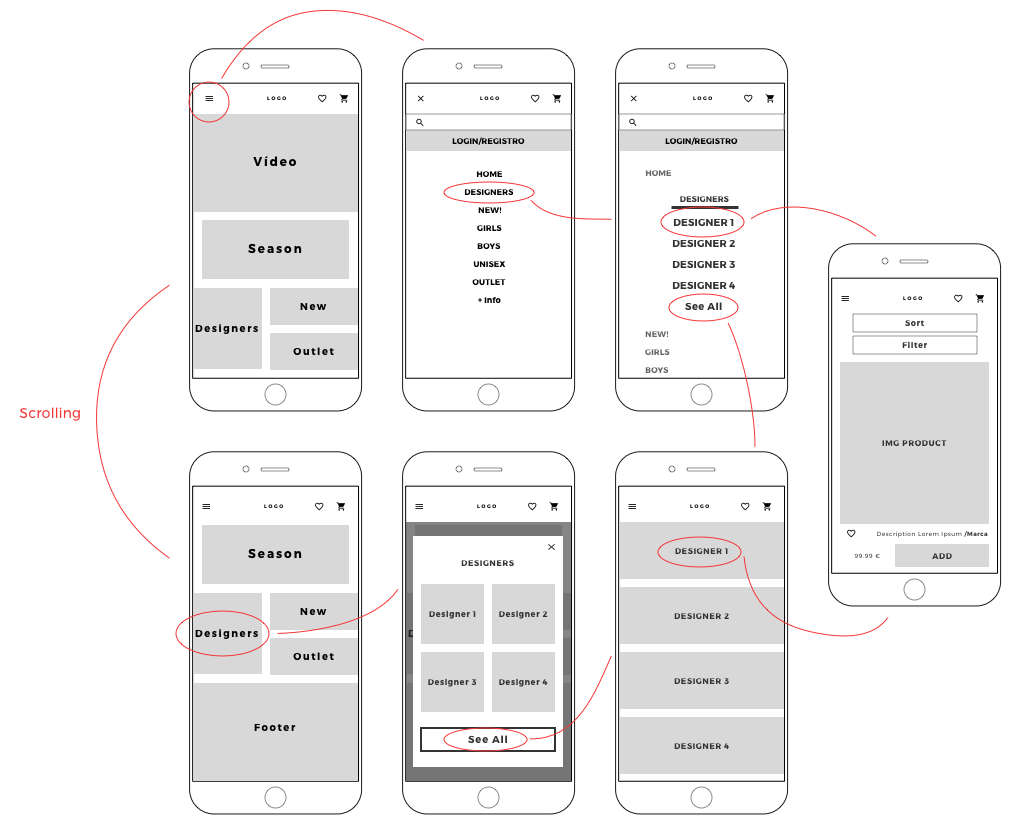 LOGO
Vídeo
Season
Designers
New
Outlet
LOGO
LOGIN/REGISTRO
HOME
DESIGNERS
NEW!
GIRLS
BOYS
UNISEX
OUTLET
+ Info
LOGO
LOGIN/REGISTRO
HOME
DESIGNERS
DESIGNER 1
DESIGNER 2
DESIGNER 3
DESIGNER 4
See All
NEW!
GIRLS
BOYS
LOGO
Sort
Filter
IMG PRODUCT
Description Lorem Ipsum /Marca
99.99 €
ADD
Scrolling
LOGO
Season
Designers
New
Outlet
Footer
LOGO
D
DESIGNERS
Designer 1
Designer 2
Designer 3
Designer 4
See All
LOGO
DESIGNER 1
DESIGNER 2
DESIGNER 3
DESIGNER 4